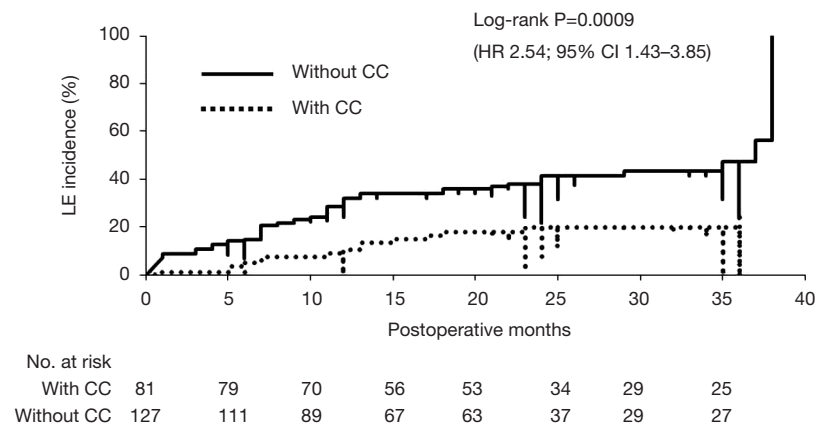 Log-rank P=0.0009
(HR 2.54; 95% CI 1.43–3.85)
Without CC
With CC
LE incidence (%)
100
80
60
40
20
0
0 5 10 15 20 25 30 35 40
Postoperative months
No. at risk
With CC 81 79 70 56 53 34 29 25
Without CC 127 111 89 67 63 37 29 27